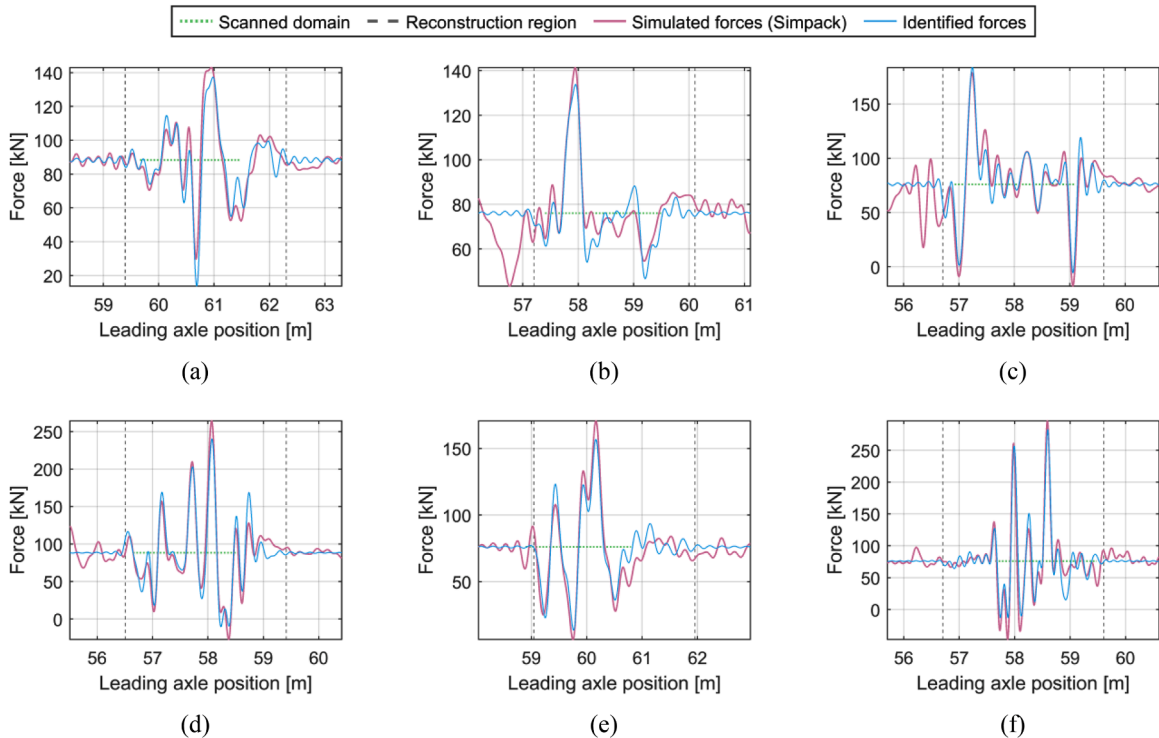 Scanned domain Reconstruction region Simulated forces (Simpack) Identified forces
140
120
100
80
60
40
20
Force [kN]
59 60 61 62 63
Leading axle position [m]
(a)
140
120
100
80
60
Force [kN]
57 58 59 60 61
Leading axle position [m]
(b)
150
100
50
0
Force [kN]
56 57 58 59 60
Leading axle position [m]
(c)
250
200
150
100
50
0
Force [kN]
56 57 58 59 60
Leading axle position [m]
(d)
150
100
50
Force [kN]
59 60 61 62
Leading axle position [m]
(e)
250
200
150
100
50
0
Force [kN]
56 57 58 59 60
Leading axle position [m]
(f)